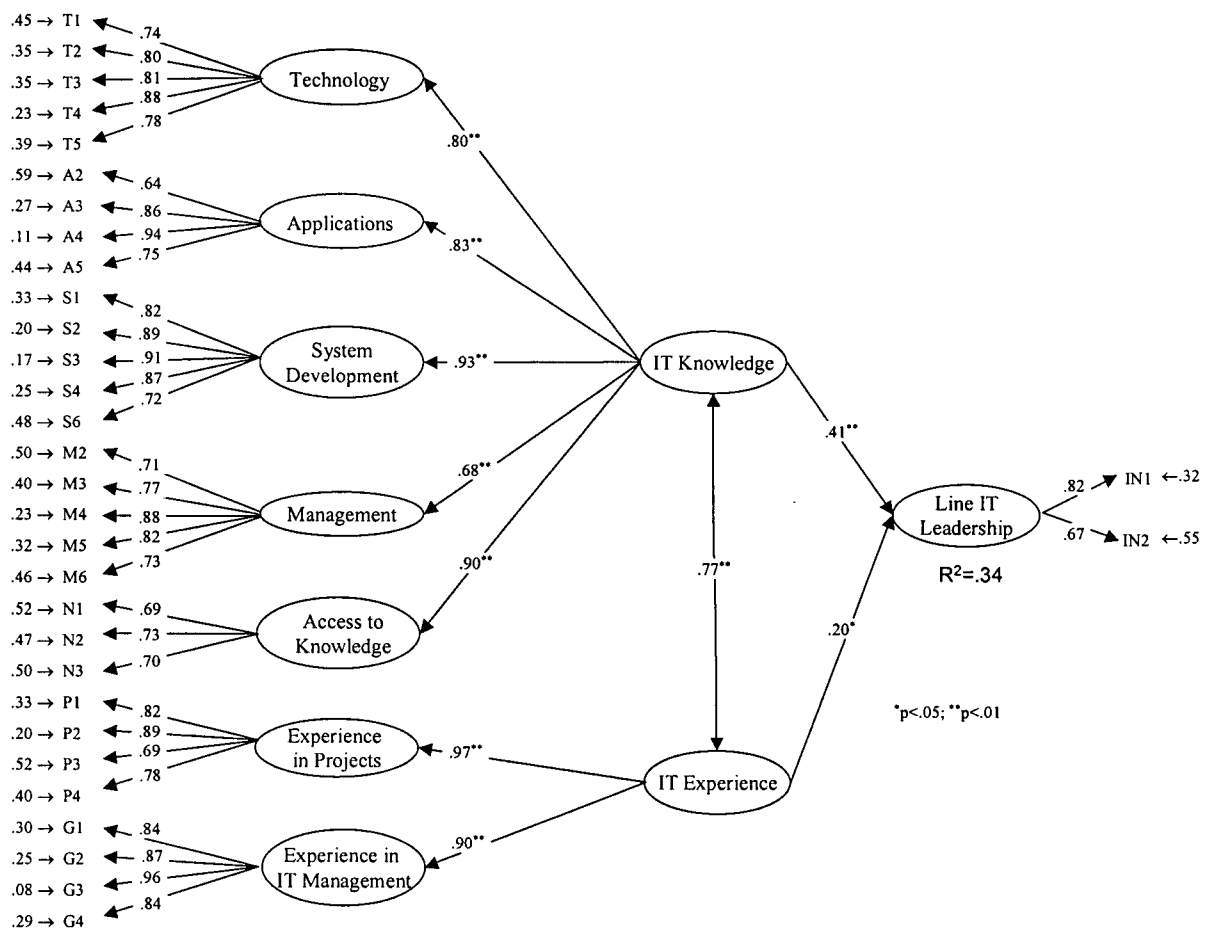 .45 → T1
.74
.35 → T2
.80
.35 → T3
.81
.23 → T4
.88
.39 → T5
.78
Technology
.59 → A2
.64
.27 → A3
.86
.11 → A4
.94
.44 → A5
.75
Applications
.33 → S1
.82
.20 → S2
.89
.17 → S3
.91
.25 → S4
.87
.48 → S6
.72
System
Development
.50 → M2
.71
.40 → M3
.77
.23 → M4
.88
.32 → M5
.82
.46 → M6
.73
Management
.52 → N1
.69
.47 → N2
.73
.50 → N3
.70
Access to
Knowledge
.33 → P1
.82
.20 → P2
.89
.52 → P3
.69
.40 → P4
.78
Experience
in Projects
.30 → G1
.84
.25 → G2
.87
.08 → G3
.96
.29 → G4
.84
Experience in
IT Management
.80**
.83**
.93**
.68**
.90**
.97**
.90**
IT Knowledge
.77**
IT Experience
.41**
.20*
Line IT
Leadership
R²=.34
.82
IN1 ←.32
.67
IN2 ←.55
*p<.05; **p<.01